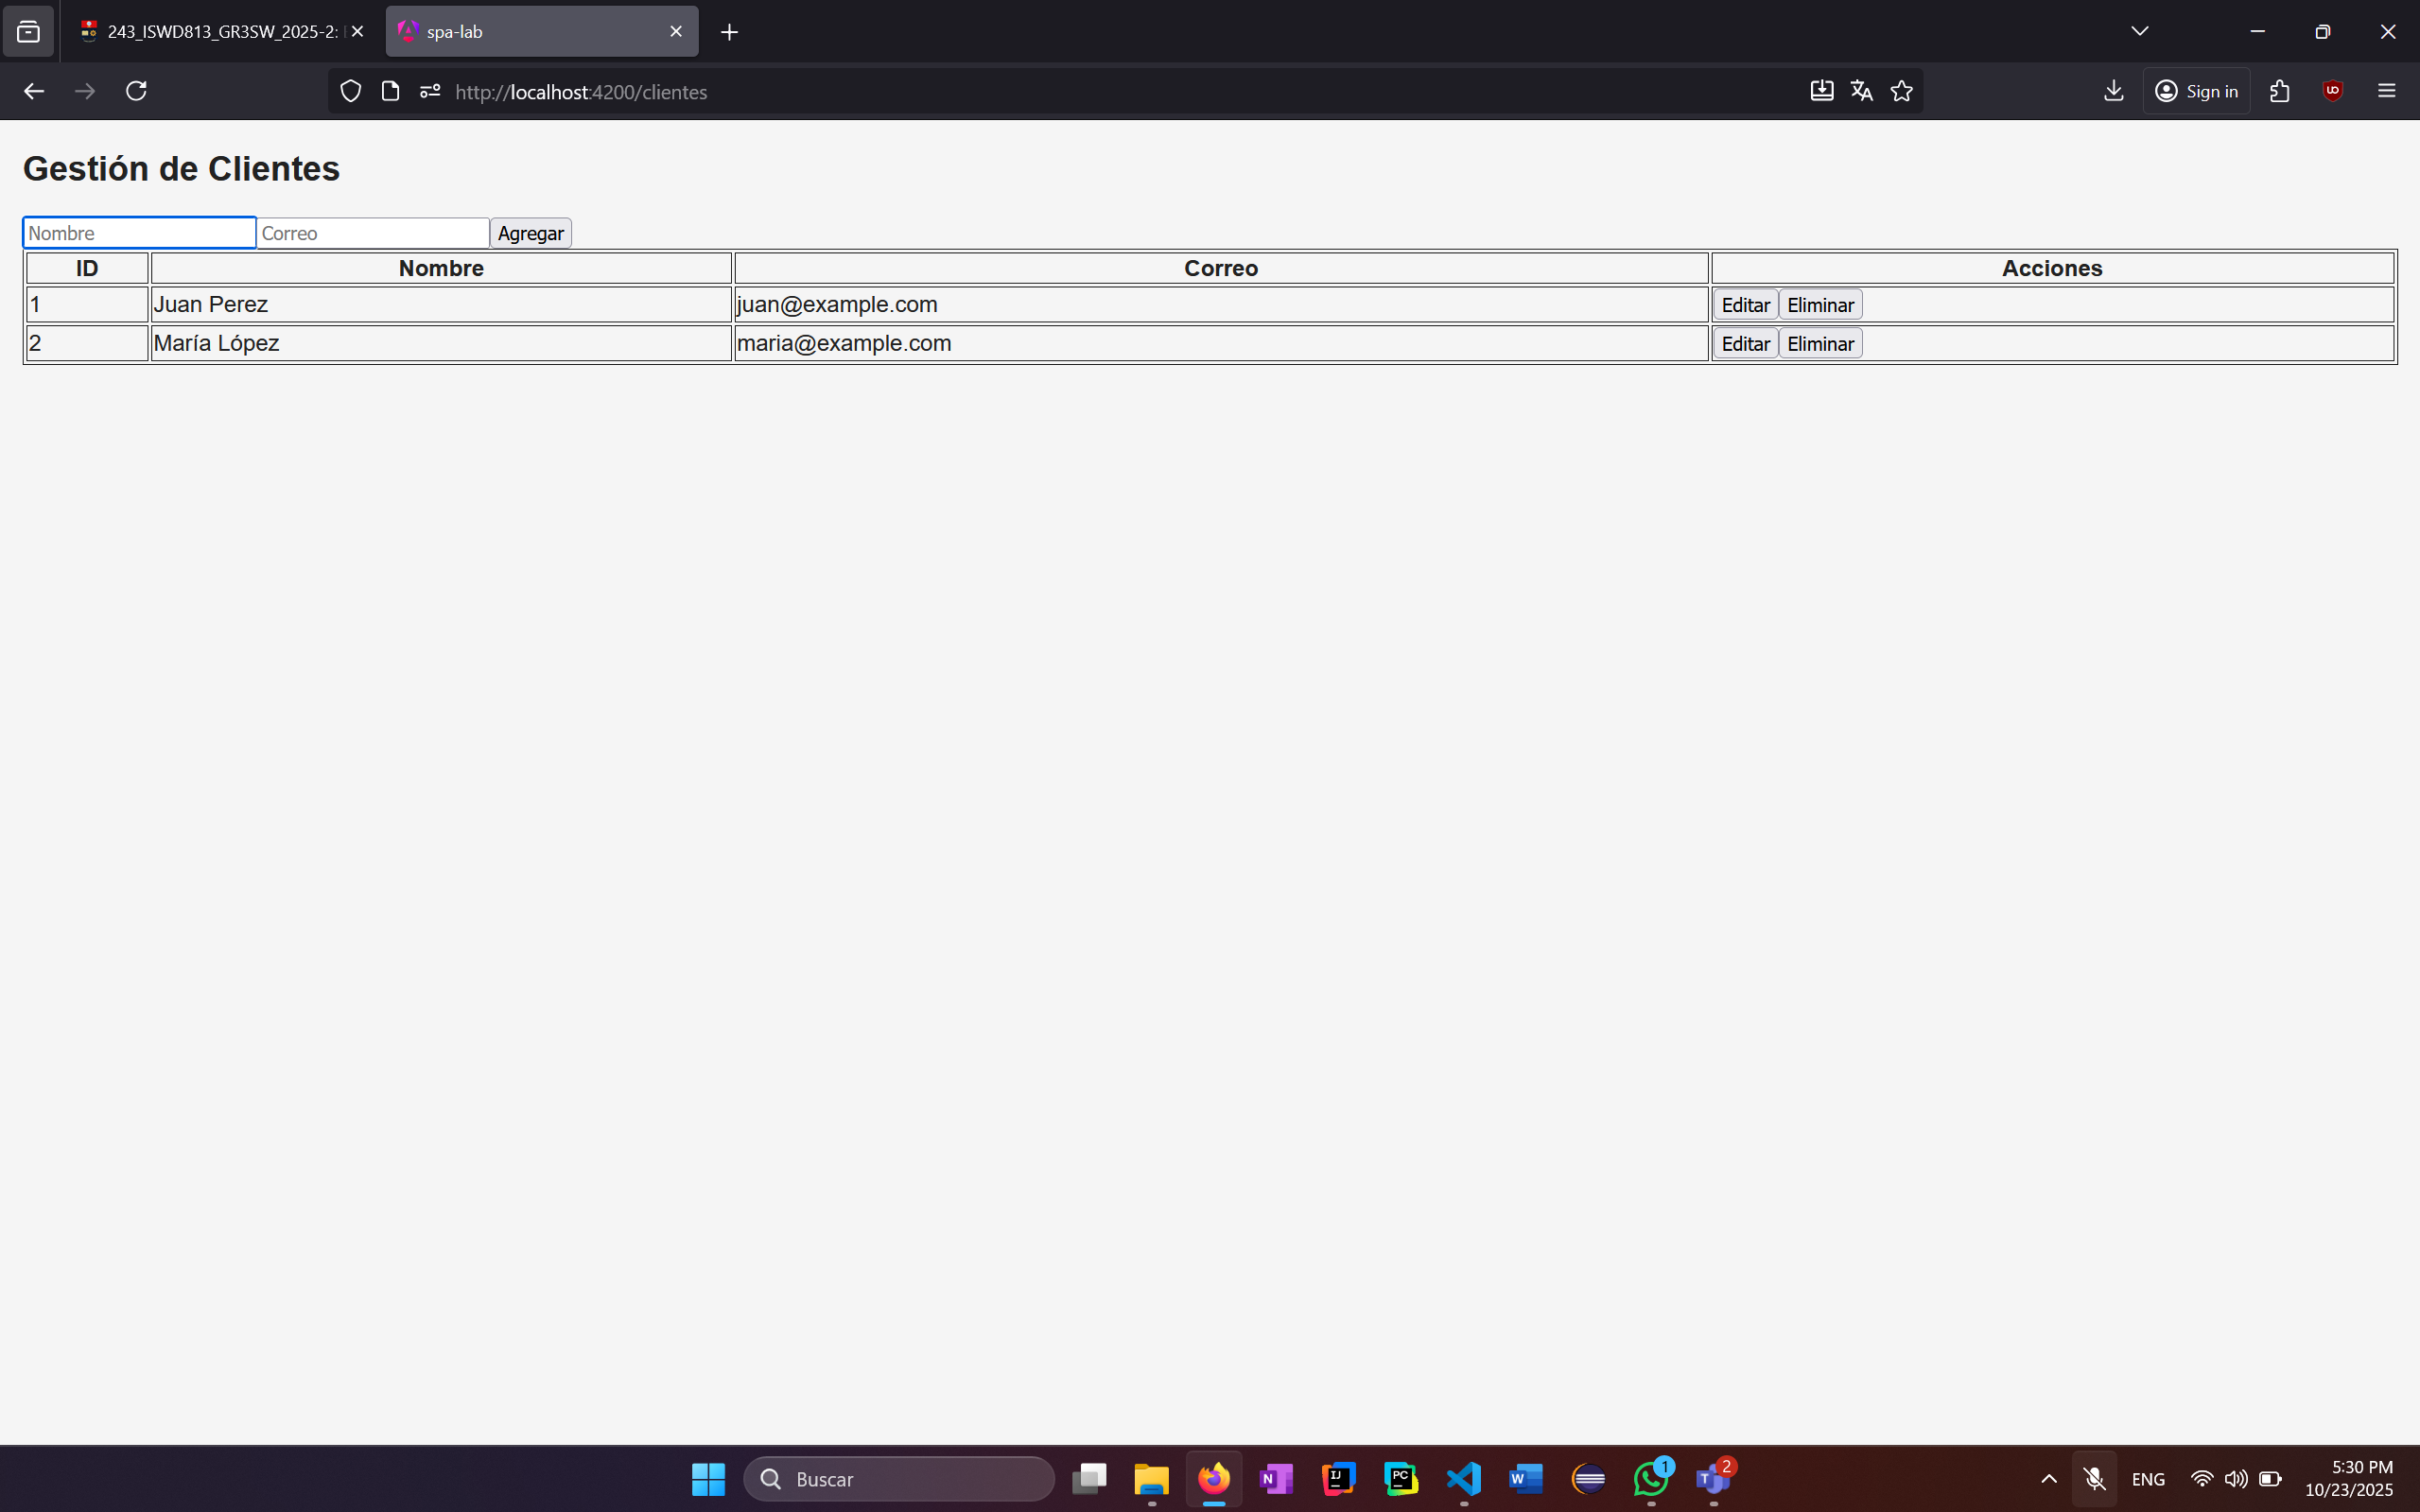 243_ISWD813_GR3SW_2025-2:
spa-lab
http://localhost:4200/clientes
Sign in
Gestión de Clientes
Nombre Correo Agregar
ID Nombre Correo Acciones
1 Juan Perez juan@example.com Editar Eliminar
2 María López maria@example.com Editar Eliminar
Buscar
N
IJ
PC
W
1
T
2
ENG
5:30 PM
10/23/2025